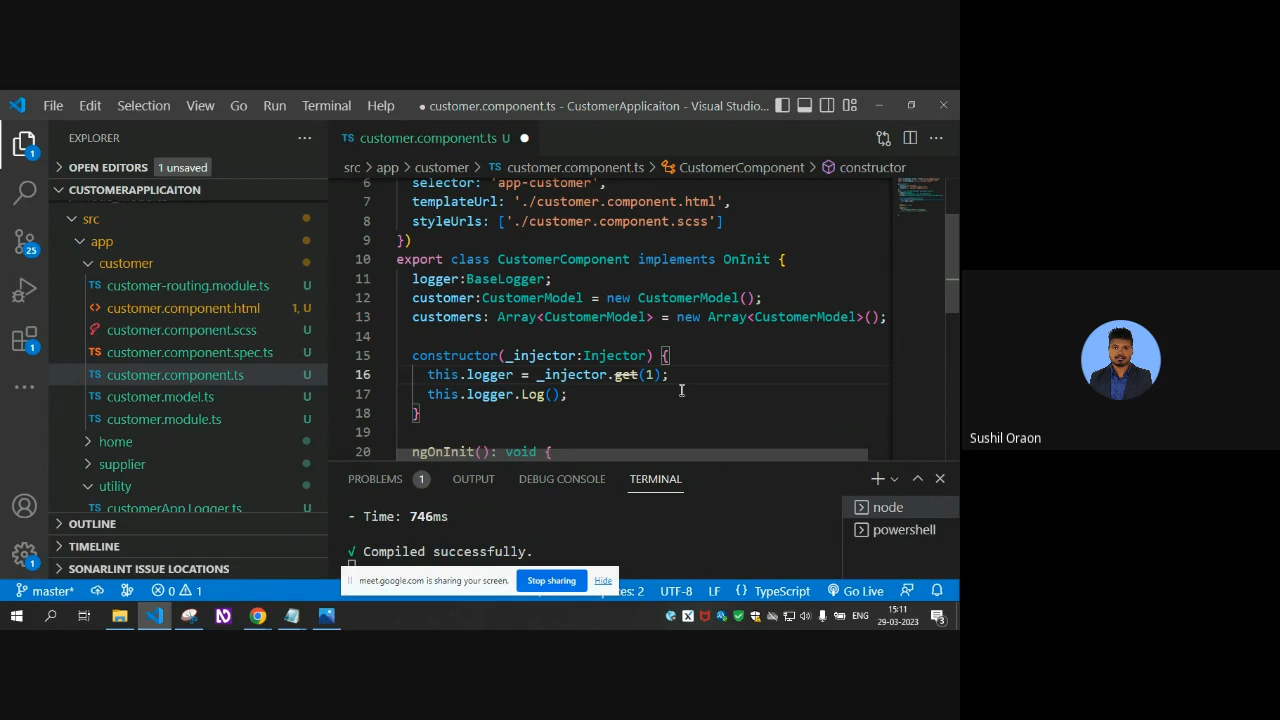 File Edit Selection View Go Run Terminal Help ● customer.component.ts - CustomerApplicaiton - Visual Studio...
EXPLORER
OPEN EDITORS 1 unsaved
CUSTOMERAPPLICAITON
src
app
customer
TS customer-routing.module.ts U
customer.component.html 1, U
customer.component.scss U
TS customer.component.spec.ts U
TS customer.component.ts U
TS customer.model.ts U
TS customer.module.ts U
home
supplier
utility
customerApp.Logger.ts U
OUTLINE
TIMELINE
SONARLINT ISSUE LOCATIONS
TS customer.component.ts U
src > app > customer > TS customer.component.ts > CustomerComponent > constructor
6 selector: 'app-customer',
7 templateUrl: './customer.component.html',
8 styleUrls: ['./customer.component.scss']
9 })
10 export class CustomerComponent implements OnInit {
11 logger:BaseLogger;
12 customer:CustomerModel = new CustomerModel();
13 customers: Array<CustomerModel> = new Array<CustomerModel>();
14
15 constructor(_injector:Injector) {
16 this.logger = _injector.get(1);
17 this.logger.Log();
18 }
19
20 ngOnInit(): void {
PROBLEMS 1 OUTPUT DEBUG CONSOLE TERMINAL
- Time: 746ms
√ Compiled successfully.
node
powershell
meet.google.com is sharing your screen. Stop sharing Hide
master* 0 1 UTF-8 LF {} TypeScript Go Live
ENG 15:11
29-03-2023
3
1
25
1
1
Sushil Oraon